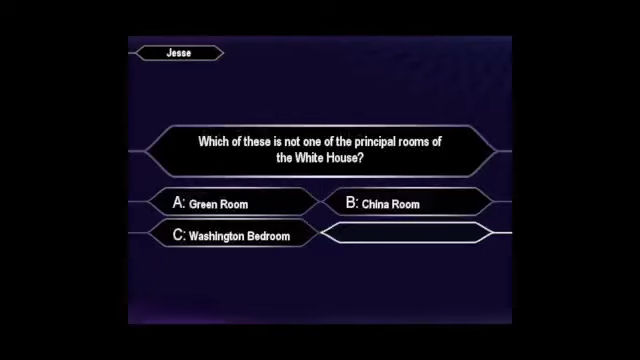 Jesse
Which of these is not one of the principal rooms of
the White House?
A: Green Room
B: China Room
C: Washington Bedroom